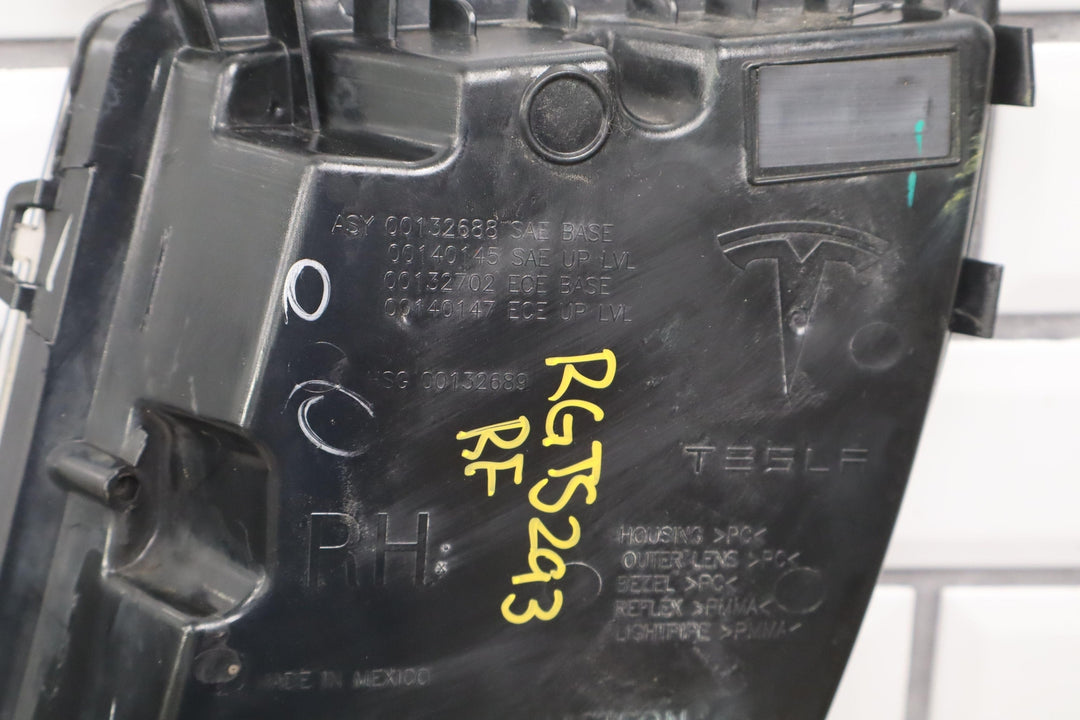 ASY 00132688 SAE BASE
00140145 SAE UP LVL
00132702 ECE BASE
00140147 ECE UP LVL
HSG 00132689
RGTS293
RF
TESLA
RH
HOUSING >PC<
OUTER LENS >PC<
BEZEL >PC<
REFLEX >PMMA<
LIGHTPIPE >PMMA<
MADE IN MEXICO